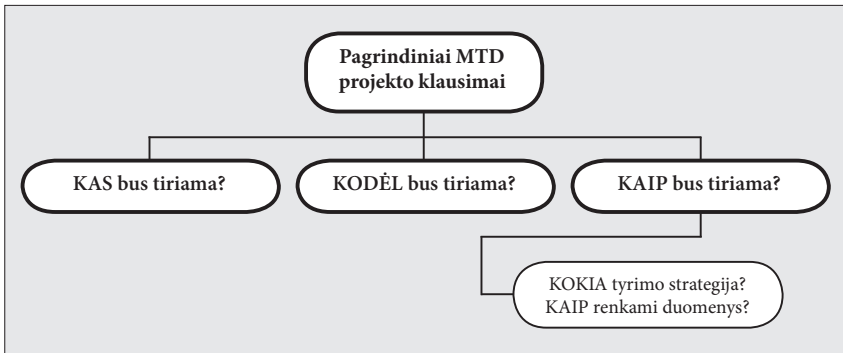 Pagrindiniai MTD
projekto klausimai
KAS bus tiriama?
KODĖL bus tiriama?
KAIP bus tiriama?
KOKIA tyrimo strategija?
KAIP renkami duomenys?